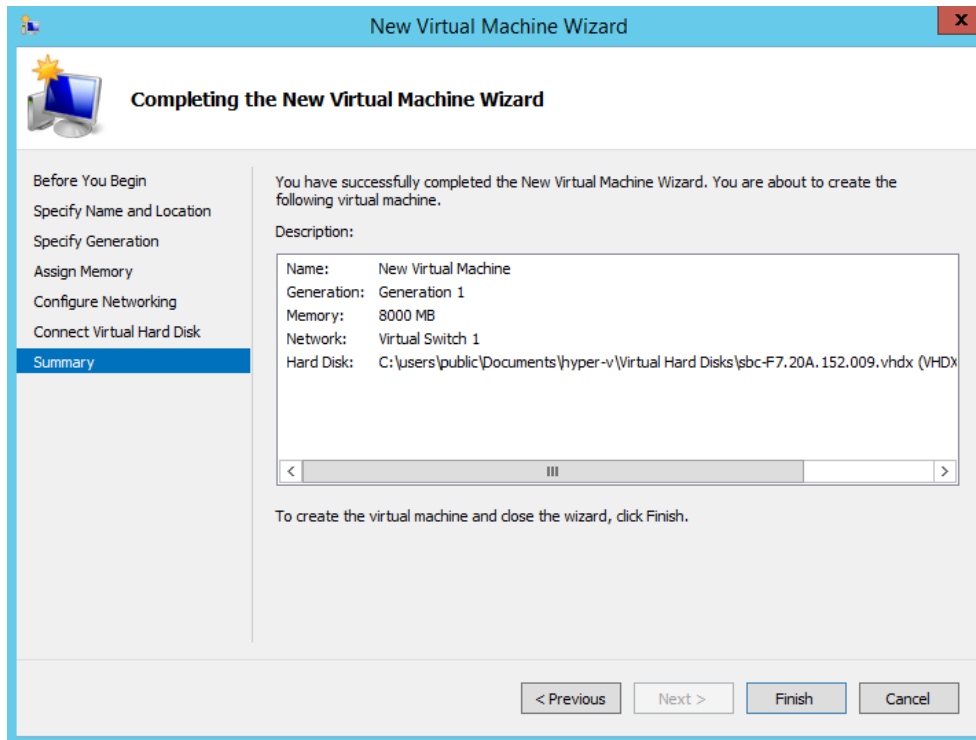 New Virtual Machine Wizard
x
Completing the New Virtual Machine Wizard
Before You Begin
Specify Name and Location
Specify Generation
Assign Memory
Configure Networking
Connect Virtual Hard Disk
Summary
You have successfully completed the New Virtual Machine Wizard. You are about to create the
following virtual machine.
Description:
Name: New Virtual Machine
Generation: Generation 1
Memory: 8000 MB
Network: Virtual Switch 1
Hard Disk: C:\users\public\Documents\hyper-v\Virtual Hard Disks\sbc-F7.20A.152.009.vhdx (VHDX
To create the virtual machine and close the wizard, click Finish.
< Previous
Next >
Finish
Cancel